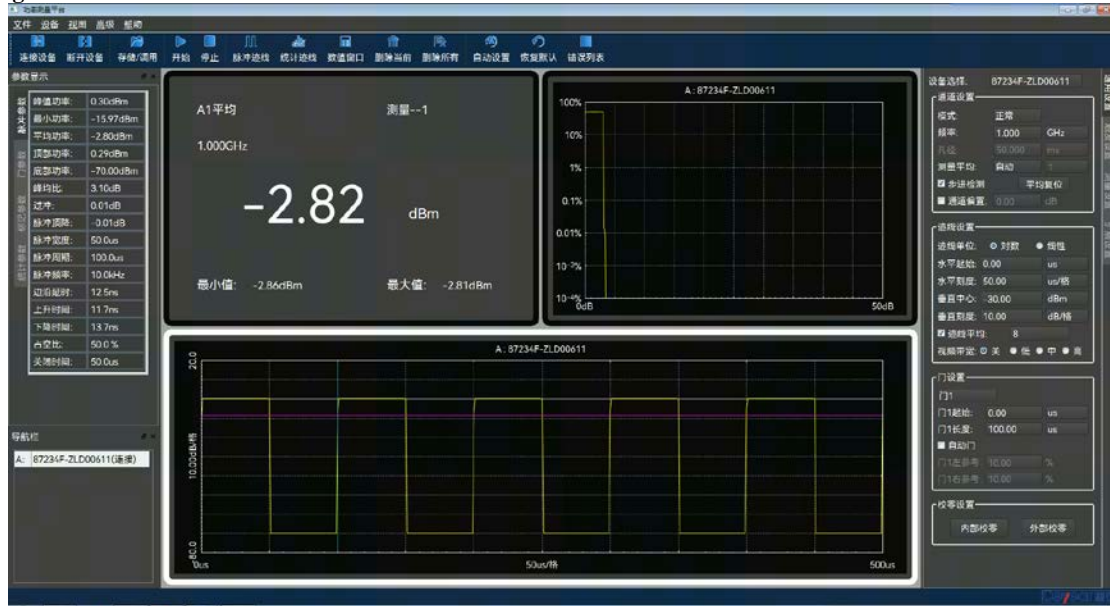 功率测量平台
文件 设备 视图 高级 帮助
连接设备 断开设备 存储/调用 开始 停止 脉冲迹线 统计迹线 数值窗口 删除当前 删除所有 自动设置 恢复默认 错误列表
参数显示
峰值功率: 0.30dBm
最小功率: -15.97dBm
平均功率: -2.80dBm
顶部功率: 0.29dBm
底部功率: -70.00dBm
峰均比: 3.10dB
过冲: 0.01dB
脉冲顶降: -0.01dB
脉冲宽度: 50.0us
脉冲周期: 100.0us
脉冲频率: 10.0kHz
边沿延时: 12.5ns
上升时间: 11.7ns
下降时间: 13.7ns
占空比: 50.0 %
关闭时间: 50.0us
导航栏
A: 87234F-ZLD00611(连接)
A1平均 测量--1
1.000GHz
-2.82 dBm
最小值: -2.86dBm 最大值: -2.81dBm
A: 87234F-ZLD00611
100%
10%
1%
0.1%
0.01%
10-³%
10-⁴%
0dB 50dB
A: 87234F-ZLD00611
20.0
10.00dB/格
-80.0
0us 50us/格 500us
设备选择: 87234F-ZLD00611
通道设置
模式: 正常
频率: 1.000 GHz
孔径: 50.000 ms
测量平均: 自动
步进检测 平均复位
通道偏置: 0.00 dB
迹线设置
迹线单位: 对数 线性
水平起始: 0.00 us
水平刻度: 50.00 us/格
垂直中心: -30.00 dBm
垂直刻度: 10.00 dB/格
迹线平均: 8
视频带宽: 关 低 中 高
门设置
门1
门1起始: 0.00 us
门1长度: 100.00 us
自动门
门1左参考: 10.00 %
门1右参考: 10.00 %
校零设置
内部校零 外部校零